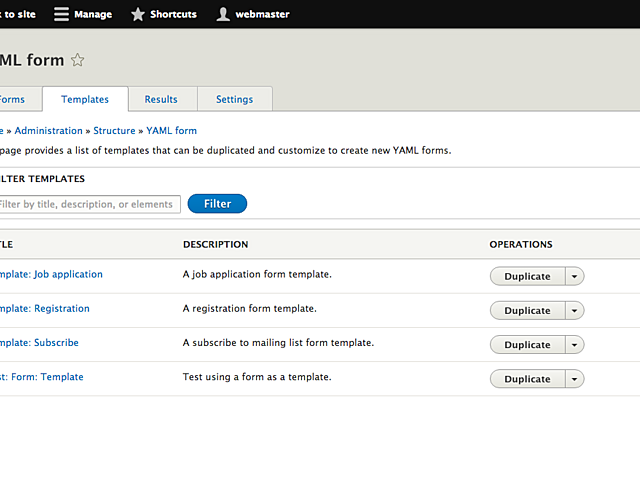 to site Manage Shortcuts webmaster
ML form
Forms Templates Results Settings
e » Administration » Structure » YAML form
page provides a list of templates that can be duplicated and customize to create new YAML forms.
ILTER TEMPLATES
Filter by title, description, or elements Filter
TLE DESCRIPTION OPERATIONS
mplate: Job application A job application form template. Duplicate
mplate: Registration A registration form template. Duplicate
mplate: Subscribe A subscribe to mailing list form template. Duplicate
st: Form: Template Test using a form as a template. Duplicate